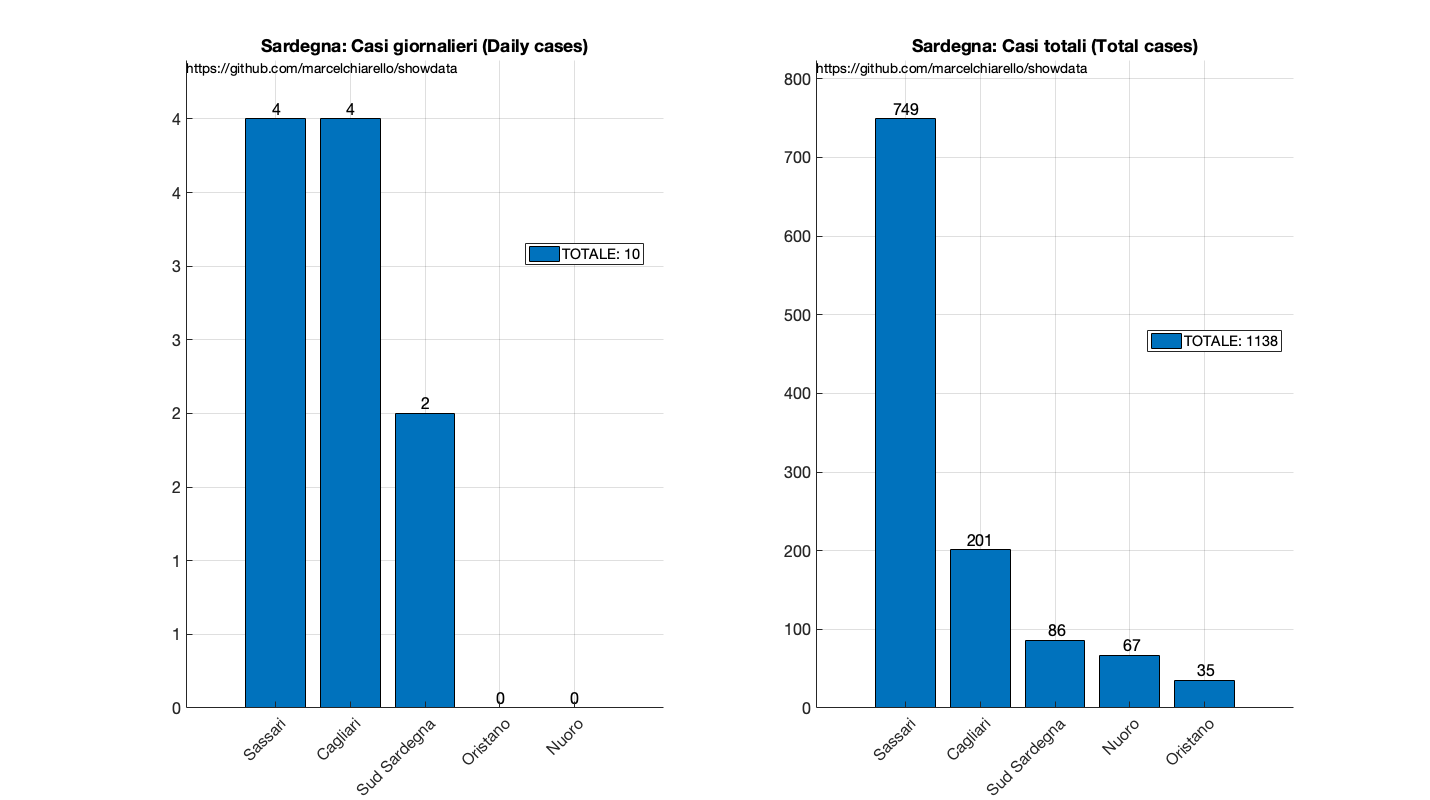 Sardegna: Casi giornalieri (Daily cases)
https://github.com/marcelchiarello/showdata
4
4
3
3
2
2
1
1
0
4
4
2
0
0
TOTALE: 10
Sassari
Cagliari
Sud Sardegna
Oristano
Nuoro
Sardegna: Casi totali (Total cases)
https://github.com/marcelchiarello/showdata
800
700
600
500
400
300
200
100
0
749
201
86
67
35
TOTALE: 1138
Sassari
Cagliari
Sud Sardegna
Nuoro
Oristano